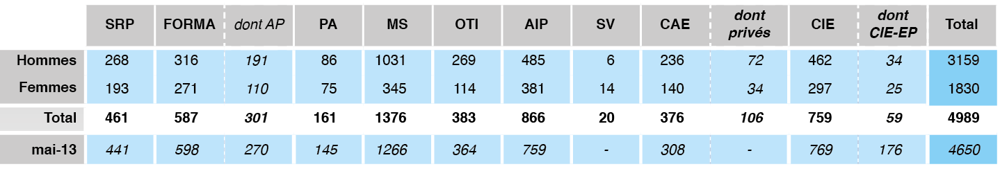 SRP FORMA dont AP PA MS OTI AIP SV CAE dont privés CIE dont CIE-EP Total
Hommes 268 316 191 86 1031 269 485 6 236 72 462 34 3159
Femmes 193 271 110 75 345 114 381 14 140 34 297 25 1830
Total 461 587 301 161 1376 383 866 20 376 106 759 59 4989
mai-13 441 598 270 145 1266 364 759 - 308 - 769 176 4650